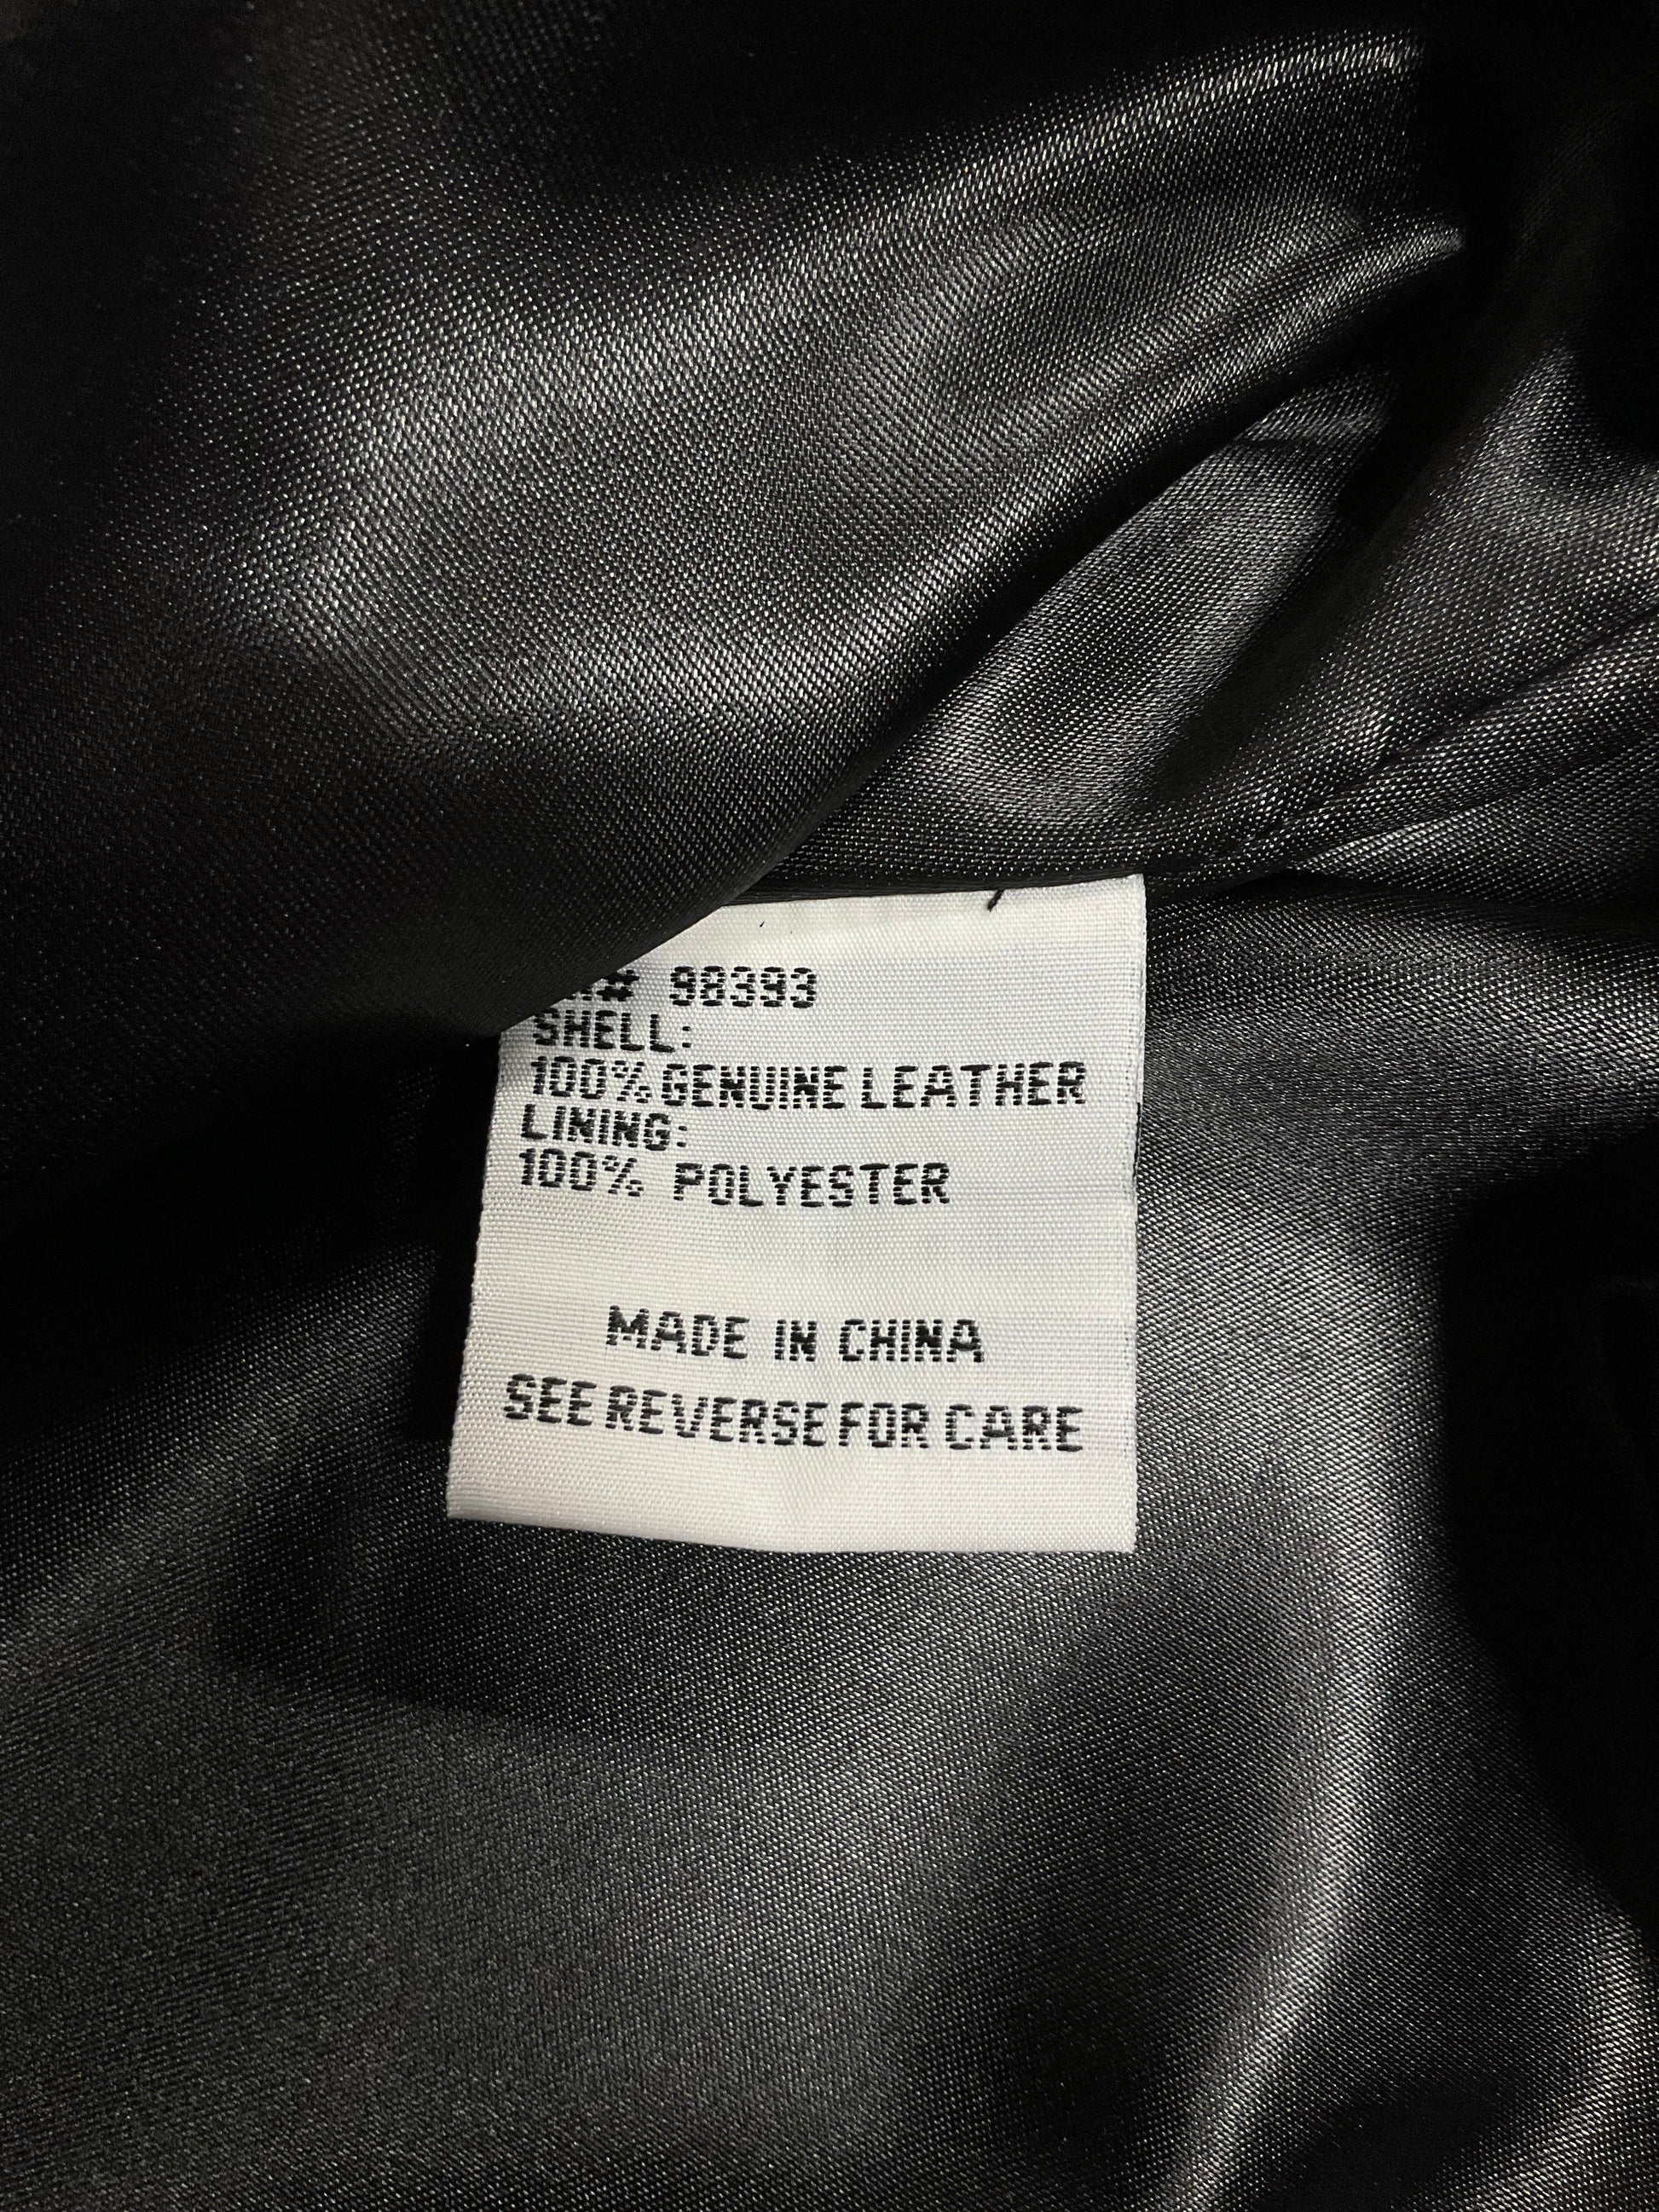 # 98393
SHELL:
100% GENUINE LEATHER
LINING:
100% POLYESTER
MADE IN CHINA
SEE REVERSE FOR CARE